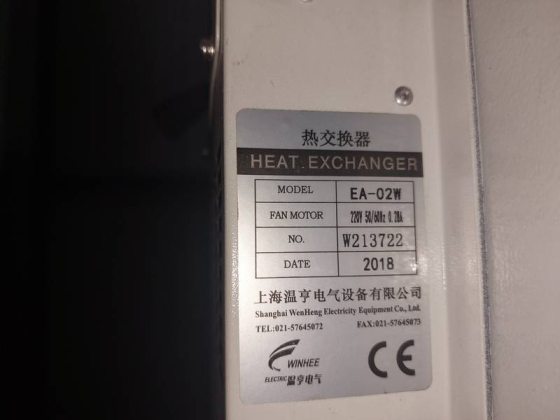 热交换器
HEAT.EXCHANGER
MODEL EA-02W
FAN MOTOR 220V 50/60Hz 0.28A
NO. W213722
DATE 2018
上海温亨电气设备有限公司
Shanghai WenHeng Electricity Equipment Co., Ltd.
TEL:021-57645072 FAX:021-57645073
WINHEE CE
ELECTRIC 温亨电气